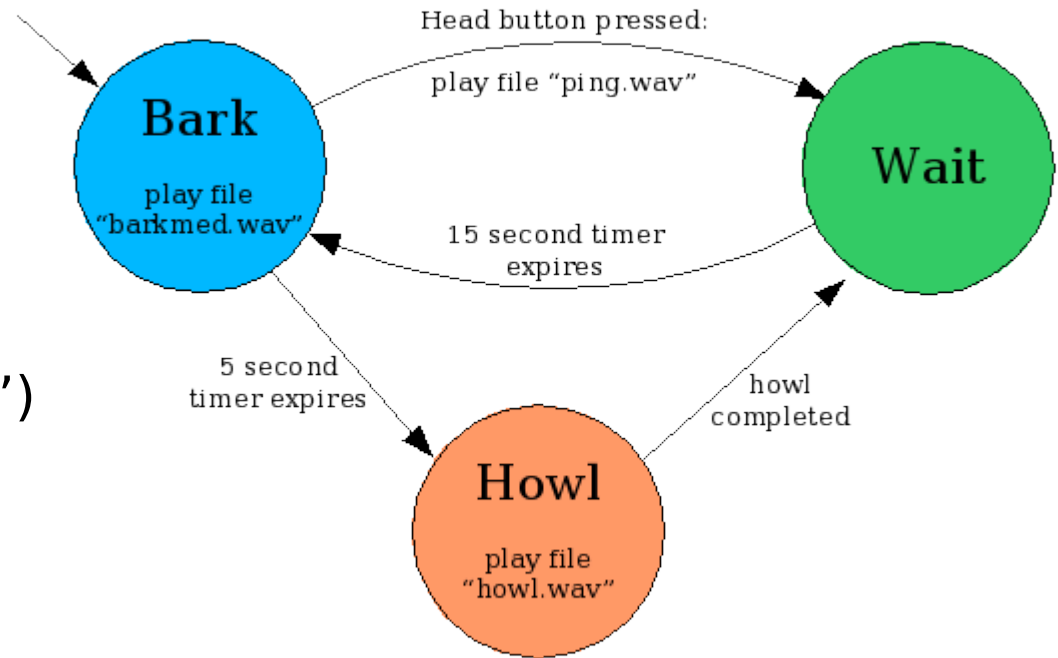 Head button pressed:
play file “ping.wav”
Bark
play file
“barkmed.wav”
Wait
15 second timer
expires
5 second
timer expires
’)
howl
completed
Howl
play file
“howl.wav”